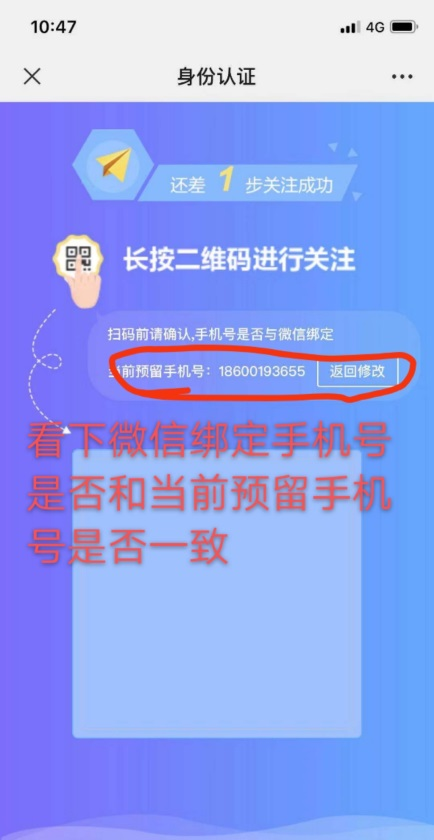 10:47
4G
身份认证
还差 1 步关注成功
长按二维码进行关注
扫码前请确认,手机号是否与微信绑定
当前预留手机号：18600193655 返回修改
看下微信绑定手机号
是否和当前预留手机
号是否一致